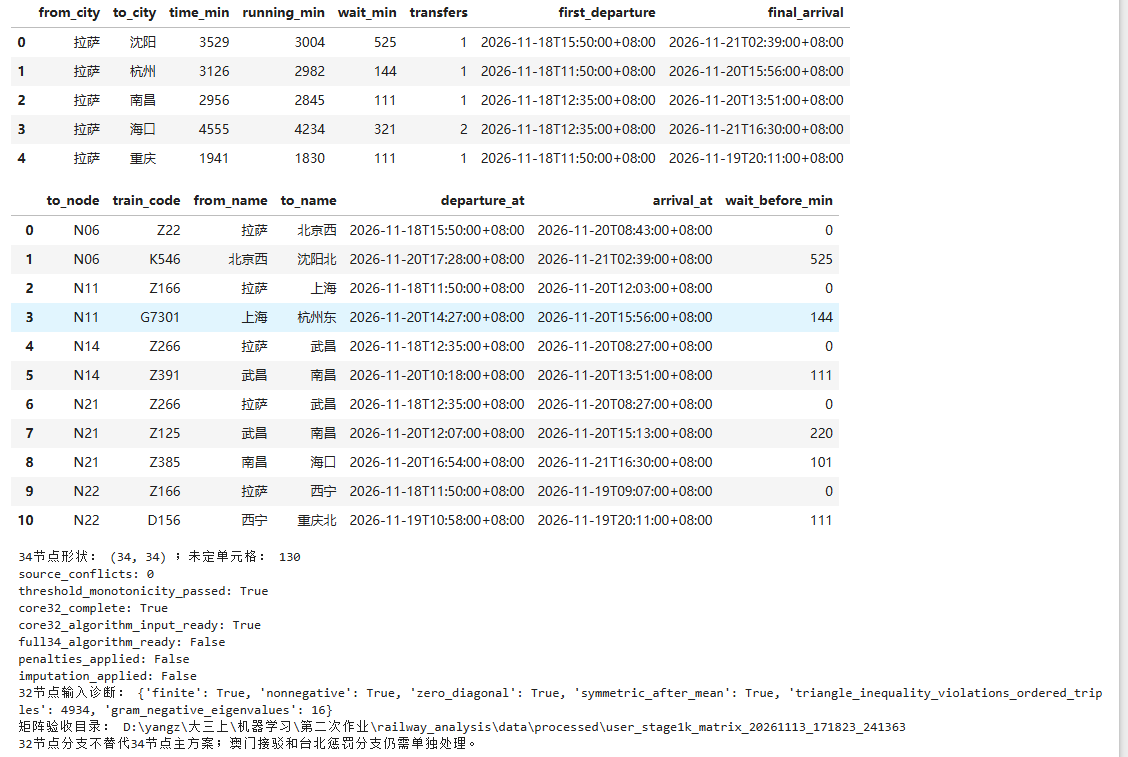 from_city to_city time_min running_min wait_min transfers first_departure final_arrival
0 拉萨 沈阳 3529 3004 525 1 2026-11-18T15:50:00+08:00 2026-11-21T02:39:00+08:00
1 拉萨 杭州 3126 2982 144 1 2026-11-18T11:50:00+08:00 2026-11-20T15:56:00+08:00
2 拉萨 南昌 2956 2845 111 1 2026-11-18T12:35:00+08:00 2026-11-20T13:51:00+08:00
3 拉萨 海口 4555 4234 321 2 2026-11-18T12:35:00+08:00 2026-11-21T16:30:00+08:00
4 拉萨 重庆 1941 1830 111 1 2026-11-18T11:50:00+08:00 2026-11-19T20:11:00+08:00
to_node train_code from_name to_name departure_at arrival_at wait_before_min
0 N06 Z22 拉萨 北京西 2026-11-18T15:50:00+08:00 2026-11-20T08:43:00+08:00 0
1 N06 K546 北京西 沈阳北 2026-11-20T17:28:00+08:00 2026-11-21T02:39:00+08:00 525
2 N11 Z166 拉萨 上海 2026-11-18T11:50:00+08:00 2026-11-20T12:03:00+08:00 0
3 N11 G7301 上海 杭州东 2026-11-20T14:27:00+08:00 2026-11-20T15:56:00+08:00 144
4 N14 Z266 拉萨 武昌 2026-11-18T12:35:00+08:00 2026-11-20T08:27:00+08:00 0
5 N14 Z391 武昌 南昌 2026-11-20T10:18:00+08:00 2026-11-20T13:51:00+08:00 111
6 N21 Z266 拉萨 武昌 2026-11-18T12:35:00+08:00 2026-11-20T08:27:00+08:00 0
7 N21 Z125 武昌 南昌 2026-11-20T12:07:00+08:00 2026-11-20T15:13:00+08:00 220
8 N21 Z385 南昌 海口 2026-11-20T16:54:00+08:00 2026-11-21T16:30:00+08:00 101
9 N22 Z166 拉萨 西宁 2026-11-18T11:50:00+08:00 2026-11-19T09:07:00+08:00 0
10 N22 D156 西宁 重庆北 2026-11-19T10:58:00+08:00 2026-11-19T20:11:00+08:00 111
34节点形状： (34, 34) ；未定单元格： 130
source_conflicts: 0
threshold_monotonicity_passed: True
core32_complete: True
core32_algorithm_input_ready: True
full34_algorithm_ready: False
penalties_applied: False
imputation_applied: False
32节点输入诊断： {'finite': True, 'nonnegative': True, 'zero_diagonal': True, 'symmetric_after_mean': True, 'triangle_inequality_violations_ordered_trip
les': 4934, 'gram_negative_eigenvalues': 16}
矩阵验收目录： D:\yangz\大三上\机器学习\第二次作业\railway_analysis\data\processed\user_stage1k_matrix_20261113_171823_241363
32节点分支不替代34节点主方案；澳门接驳和台北惩罚分支仍需单独处理。